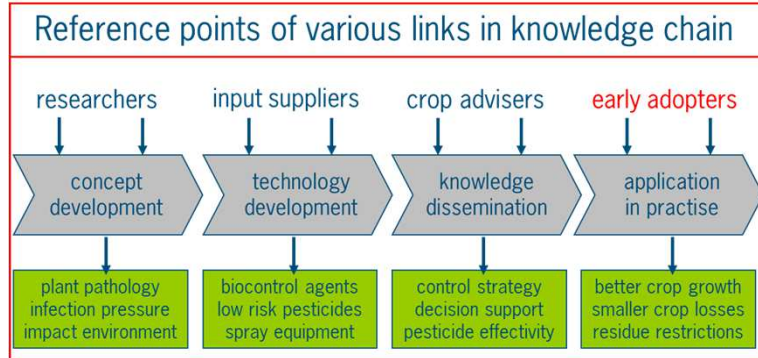 Reference points of various links in knowledge chain
researchers
input suppliers
crop advisers
early adopters
concept
development
technology
development
knowledge
dissemination
application
in practise
plant pathology
infection pressure
impact environment
biocontrol agents
low risk pesticides
spray equipment
control strategy
decision support
pesticide effectivity
better crop growth
smaller crop losses
residue restrictions